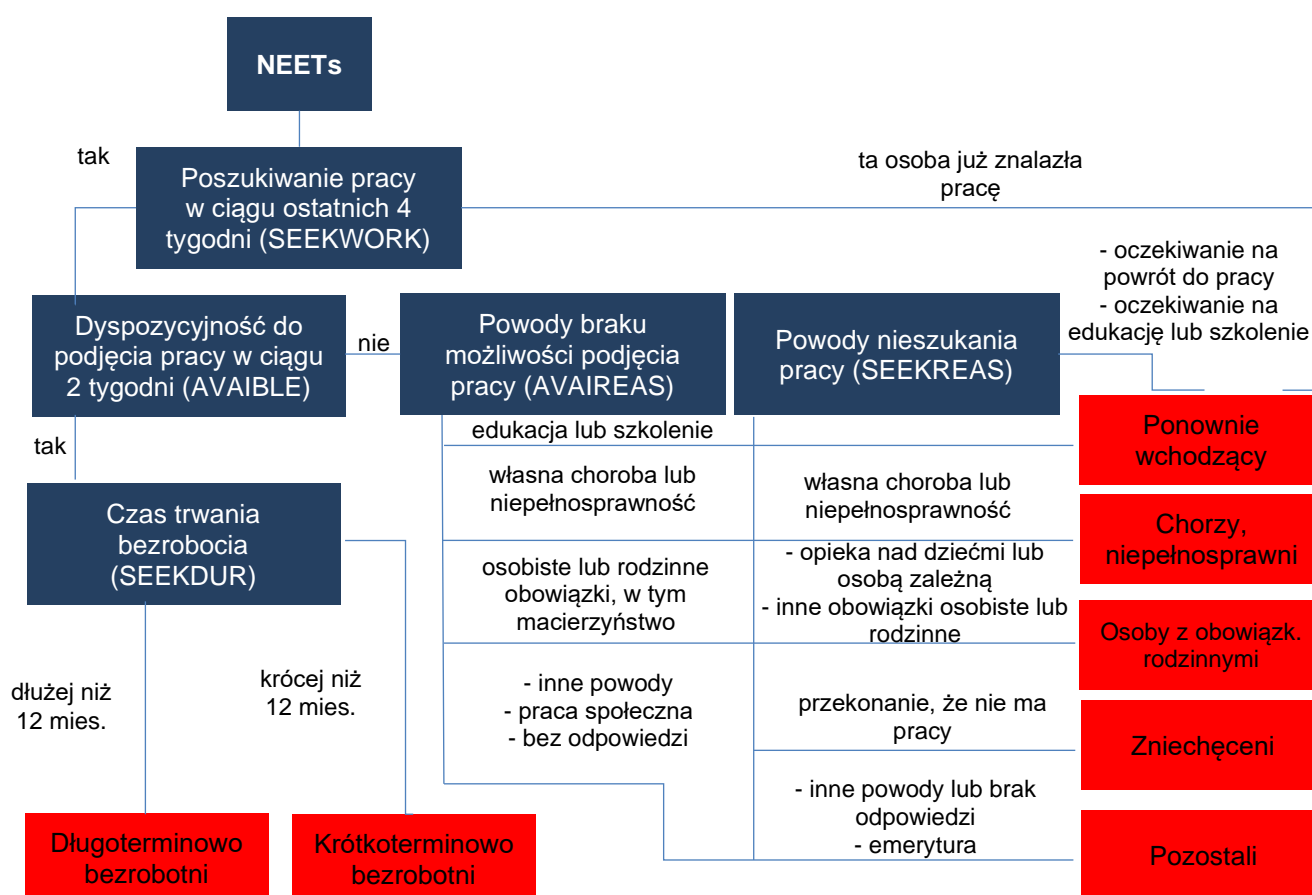 NEETs
tak
Poszukiwanie pracy
w ciągu ostatnich 4
tygodni (SEEKWORK)
ta osoba już znalazła
pracę
- oczekiwanie na
powrót do pracy
- oczekiwanie na
edukację lub szkolenie
Dyspozycyjność do
podjęcia pracy w ciągu
2 tygodni (AVAIBLE)
nie
Powody braku
możliwości podjęcia
pracy (AVAIREAS)
Powody nieszukania
pracy (SEEKREAS)
tak
edukacja lub szkolenie
Ponownie
wchodzący
własna choroba lub
niepełnosprawność
własna choroba lub
niepełnosprawność
Chorzy,
niepełnosprawni
Czas trwania
bezrobocia
(SEEKDUR)
osobiste lub rodzinne
obowiązki, w tym
macierzyństwo
- opieka nad dziećmi lub
osobą zależną
- inne obowiązki osobiste lub
rodzinne
Osoby z obowiązk.
rodzinnymi
dłużej niż
12 mies.
krócej niż
12 mies.
- inne powody
- praca społeczna
- bez odpowiedzi
przekonanie, że nie ma
pracy
Zniechęceni
- inne powody lub brak
odpowiedzi
- emerytura
Pozostali
Długoterminowo
bezrobotni
Krótkoterminowo
bezrobotni